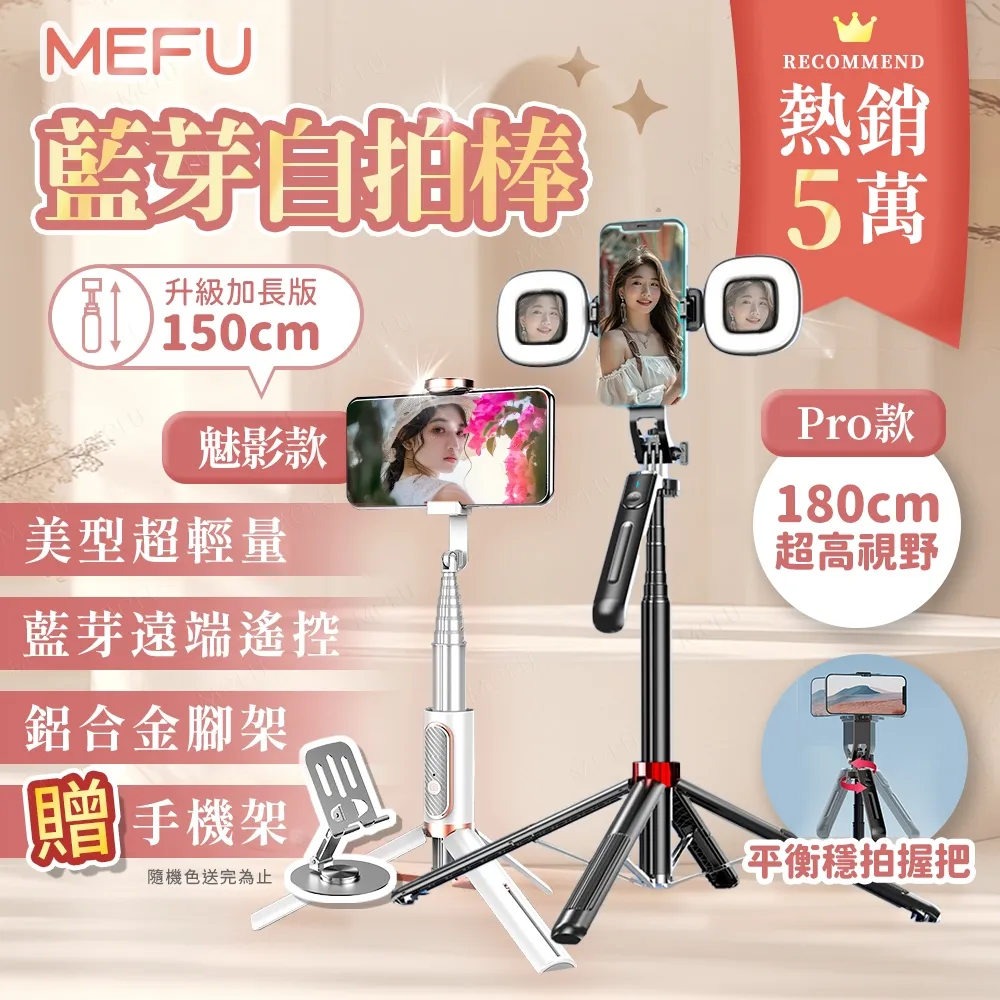 MEFU
藍芽自拍棒
RECOMMEND
熱銷
5萬
升級加長版
150cm
魅影款
Pro款
180cm
超高視野
美型超輕量
藍芽遠端遙控
鋁合金腳架
贈 手機架
隨機色送完為止
平衡穩拍握把